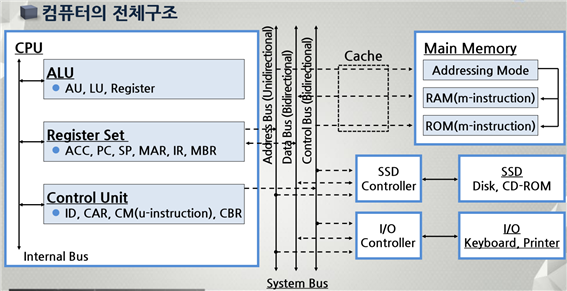 컴퓨터의 전체구조
CPU
ALU
AU, LU, Register
Register Set
ACC, PC, SP, MAR, IR, MBR
Control Unit
ID, CAR, CM(u-instruction), CBR
Internal Bus
Address Bus (Unidirectional)
Data Bus (Bidirectional)
Control Bus (Bidirectional)
System Bus
Cache
Main Memory
Addressing Mode
RAM(m-instruction)
ROM(m-instruction)
SSD
Controller
SSD
Disk, CD-ROM
I/O
Controller
I/O
Keyboard, Printer